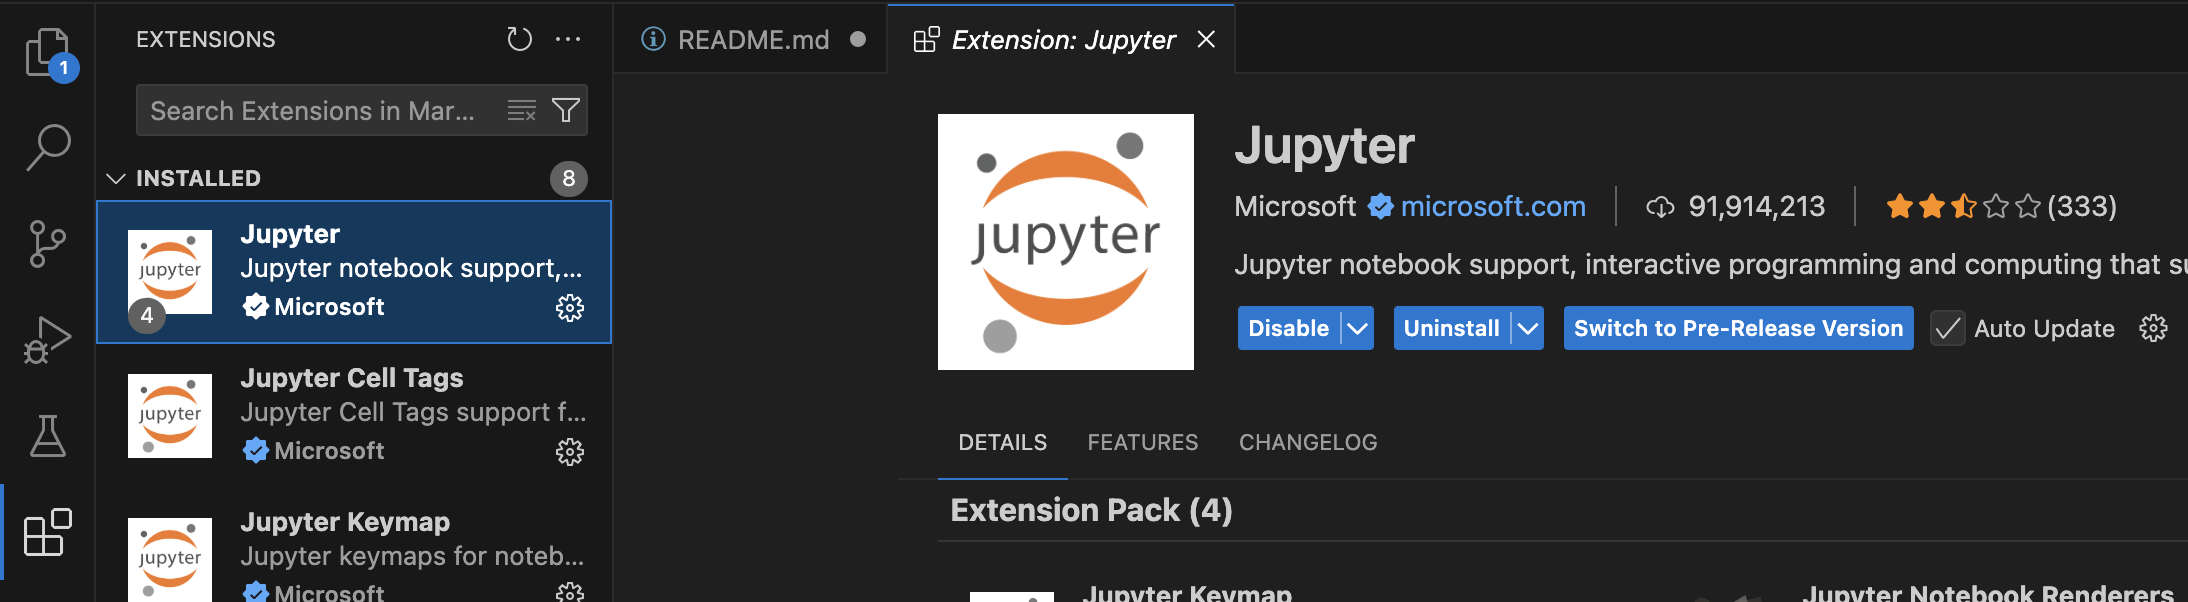 EXTENSIONS
1
Search Extensions in Mar...
INSTALLED 8
Jupyter
Jupyter notebook support,...
Microsoft
jupyter
4
Jupyter Cell Tags
Jupyter Cell Tags support f...
Microsoft
jupyter
Jupyter Keymap
Jupyter keymaps for noteb...
Microsoft
jupyter
README.md
Extension: Jupyter
jupyter
Jupyter
Microsoft microsoft.com 91,914,213 (333)
Jupyter notebook support, interactive programming and computing that su
Disable Uninstall Switch to Pre-Release Version Auto Update
DETAILS FEATURES CHANGELOG
Extension Pack (4)
Jupyter Keymap Jupyter Notebook Renderers